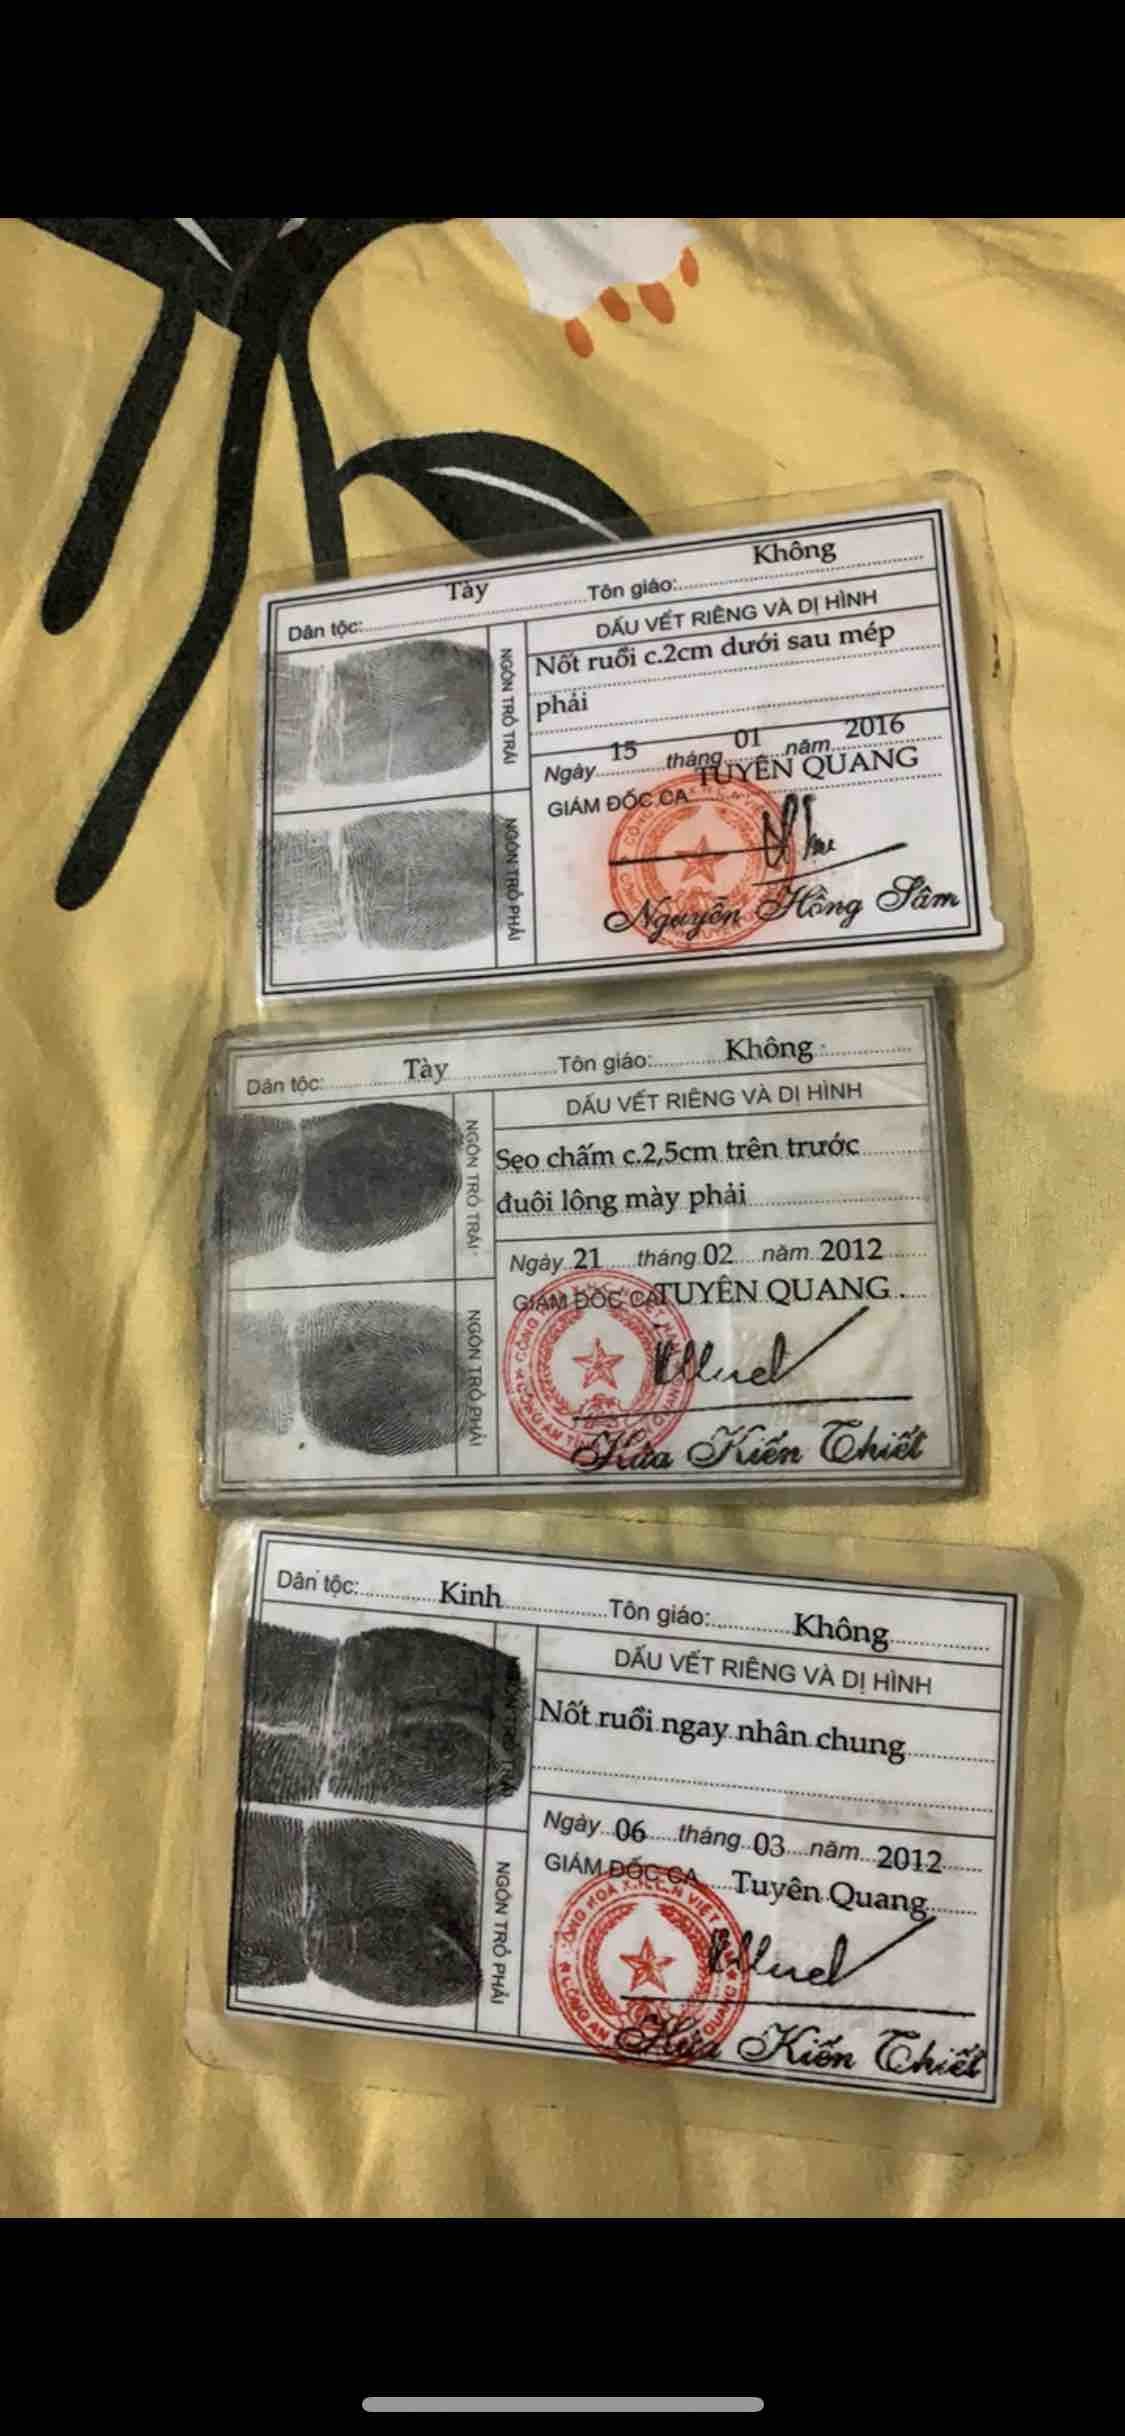 Dân tộc: Tày Tôn giáo: Không
DẤU VẾT RIÊNG VÀ DỊ HÌNH
NGÓN TRỎ TRÁI
Nốt ruồi c.2cm dưới sau mép
phải
Ngày 15 tháng 01 năm 2016
GIÁM ĐỐC CA TUYÊN QUANG
NGÓN TRỎ PHẢI
Nguyễn Hồng Sâm
Dân tộc: Tày Tôn giáo: Không
DẤU VẾT RIÊNG VÀ DỊ HÌNH
NGÓN TRỎ TRÁI
Sẹo chấm c.2,5cm trên trước
đuôi lông mày phải
Ngày 21 tháng 02 năm 2012
GIÁM ĐỐC CA TUYÊN QUANG
NGÓN TRỎ PHẢI
Hứa Kiến Thiết
Dân tộc: Kinh Tôn giáo: Không
DẤU VẾT RIÊNG VÀ DỊ HÌNH
Nốt ruồi ngay nhân chung
Ngày 06 tháng 03 năm 2012
GIÁM ĐỐC CA Tuyên Quang
NGÓN TRỎ PHẢI
Hứa Kiến Thiết